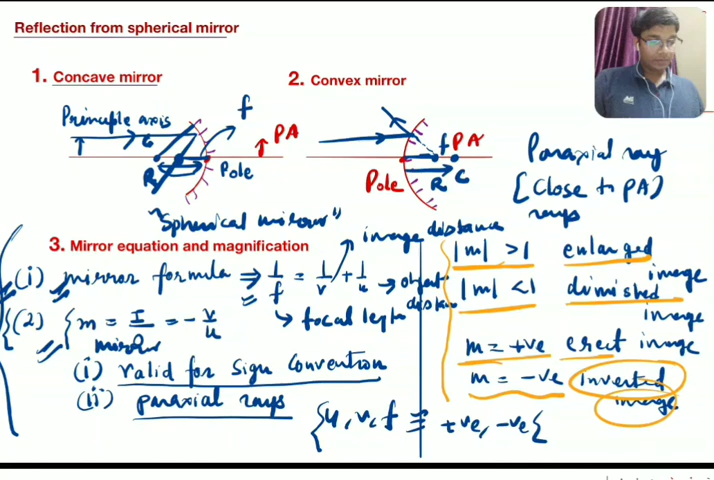 Reflection from spherical mirror
1. Concave mirror
2. Convex mirror
Principle axis
f
C
R
Pole
PA
f PA
R C
Pole
Paraxial ray
[Close to PA)
rays
"Spherical mirror"
3. Mirror equation and magnification
image distance
(i) mirror formula ⇒ 1/f = 1/v + 1/u → object
distan
↳ focal legth
(2) { m = I/ = -v/u
mirror
(i) valid for Sign Convention
(ii) paraxial rays
{u, v, f ≡ +ve, -ve{
|m| >1 enlarged
image
|m| <1 diminished
image
m = +ve erect image
m = -ve inverted
image